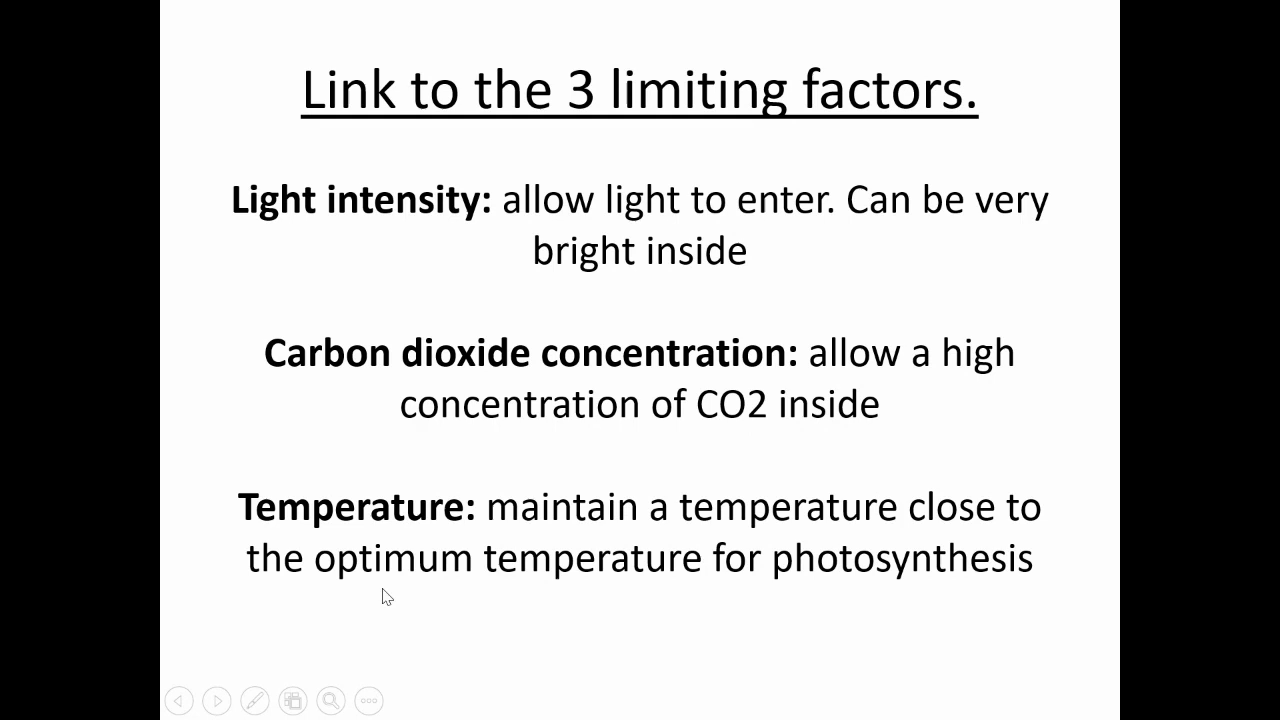 Link to the 3 limiting factors.
Light intensity: allow light to enter. Can be very
bright inside
Carbon dioxide concentration: allow a high
concentration of CO2 inside
Temperature: maintain a temperature close to
the optimum temperature for photosynthesis